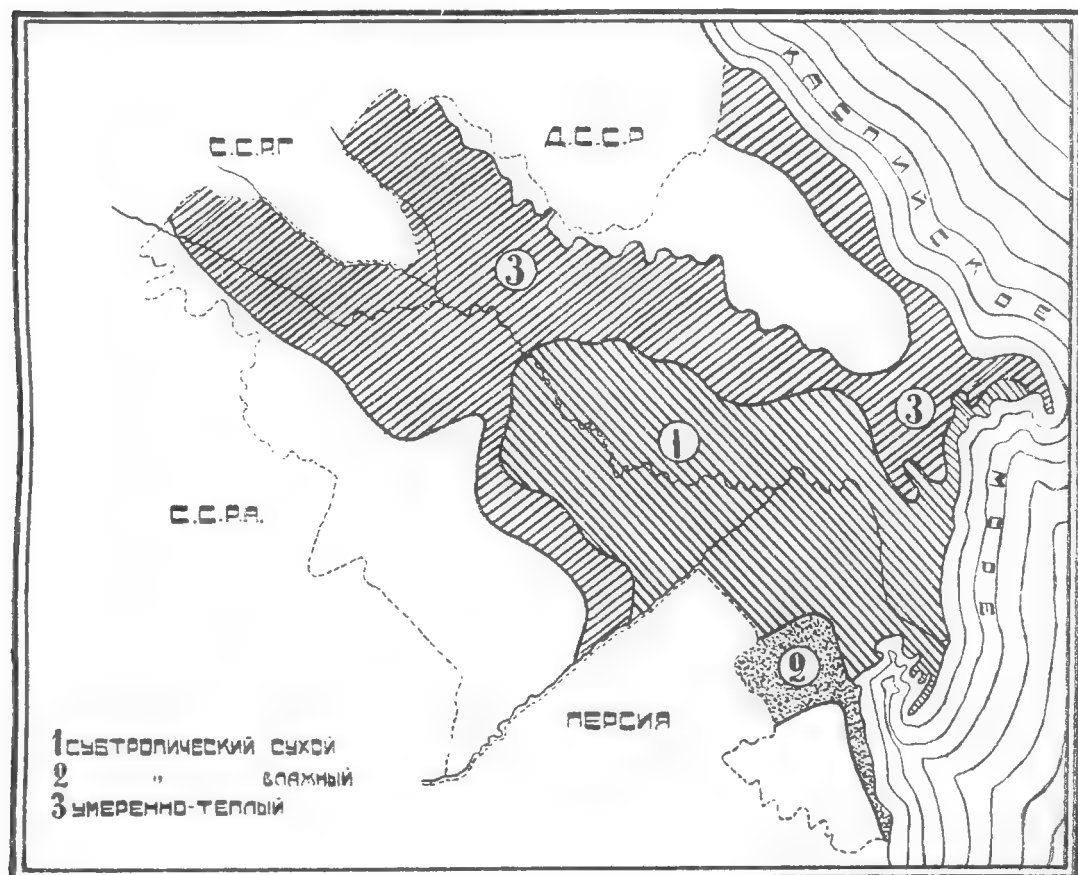 С.С.Р.Г
Д.С.С.Р
КАСПИЙСКОЕ
3
3
1
С.С.Р.А.
МОРЕ
2
ПЕРСИЯ
1 СУБТРОПИЧЕСКИЙ СУХОЙ
2 " ВЛАЖНЫЙ
3 УМЕРЕННО-ТЕПЛЫЙ